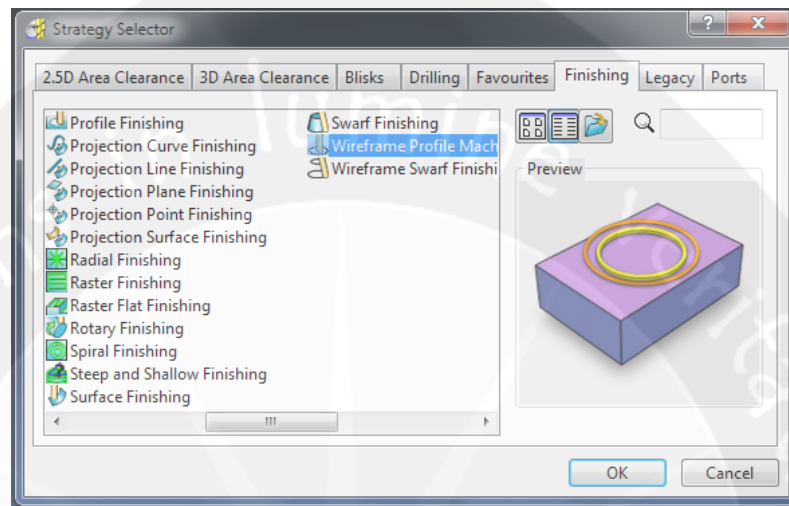 Strategy Selector
2.5D Area Clearance 3D Area Clearance Blisks Drilling Favourites Finishing Legacy Ports
Profile Finishing
Projection Curve Finishing
Projection Line Finishing
Projection Plane Finishing
Projection Point Finishing
Projection Surface Finishing
Radial Finishing
Raster Finishing
Raster Flat Finishing
Rotary Finishing
Spiral Finishing
Steep and Shallow Finishing
Surface Finishing
Swarf Finishing
Wireframe Profile Mach
Wireframe Swarf Finishi
Preview
OK Cancel
in lumine verita